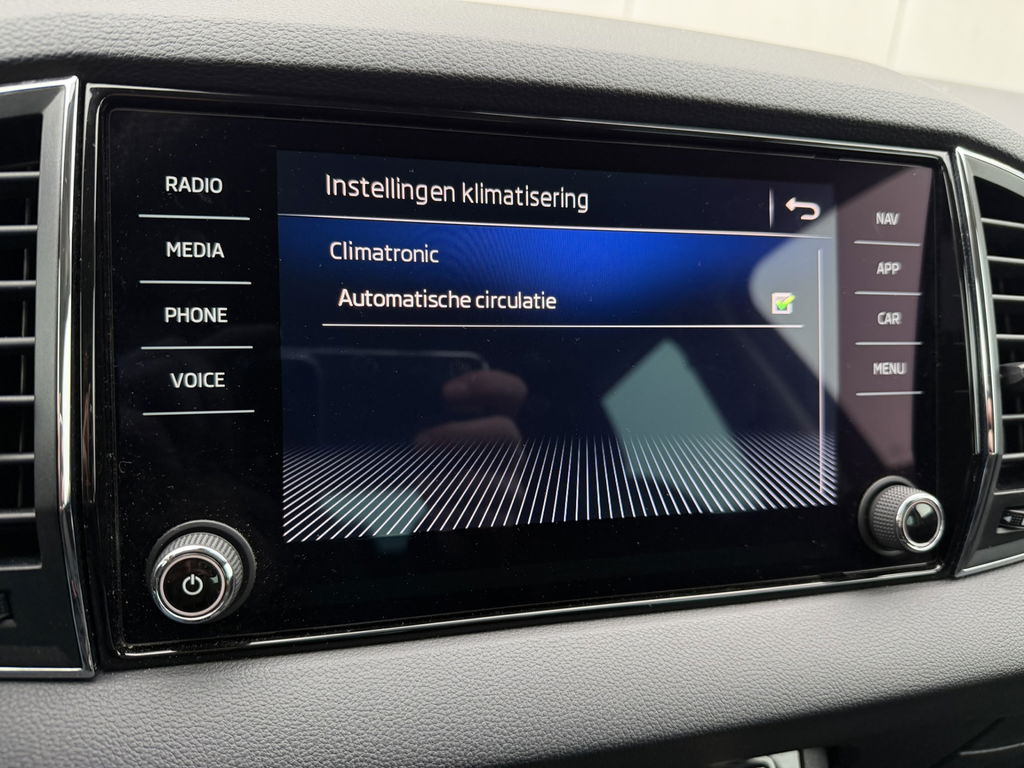 RADIO
MEDIA
PHONE
VOICE
Instellingen klimatisering
Climatronic
Automatische circulatie
NAV
APP
CAR
MENU